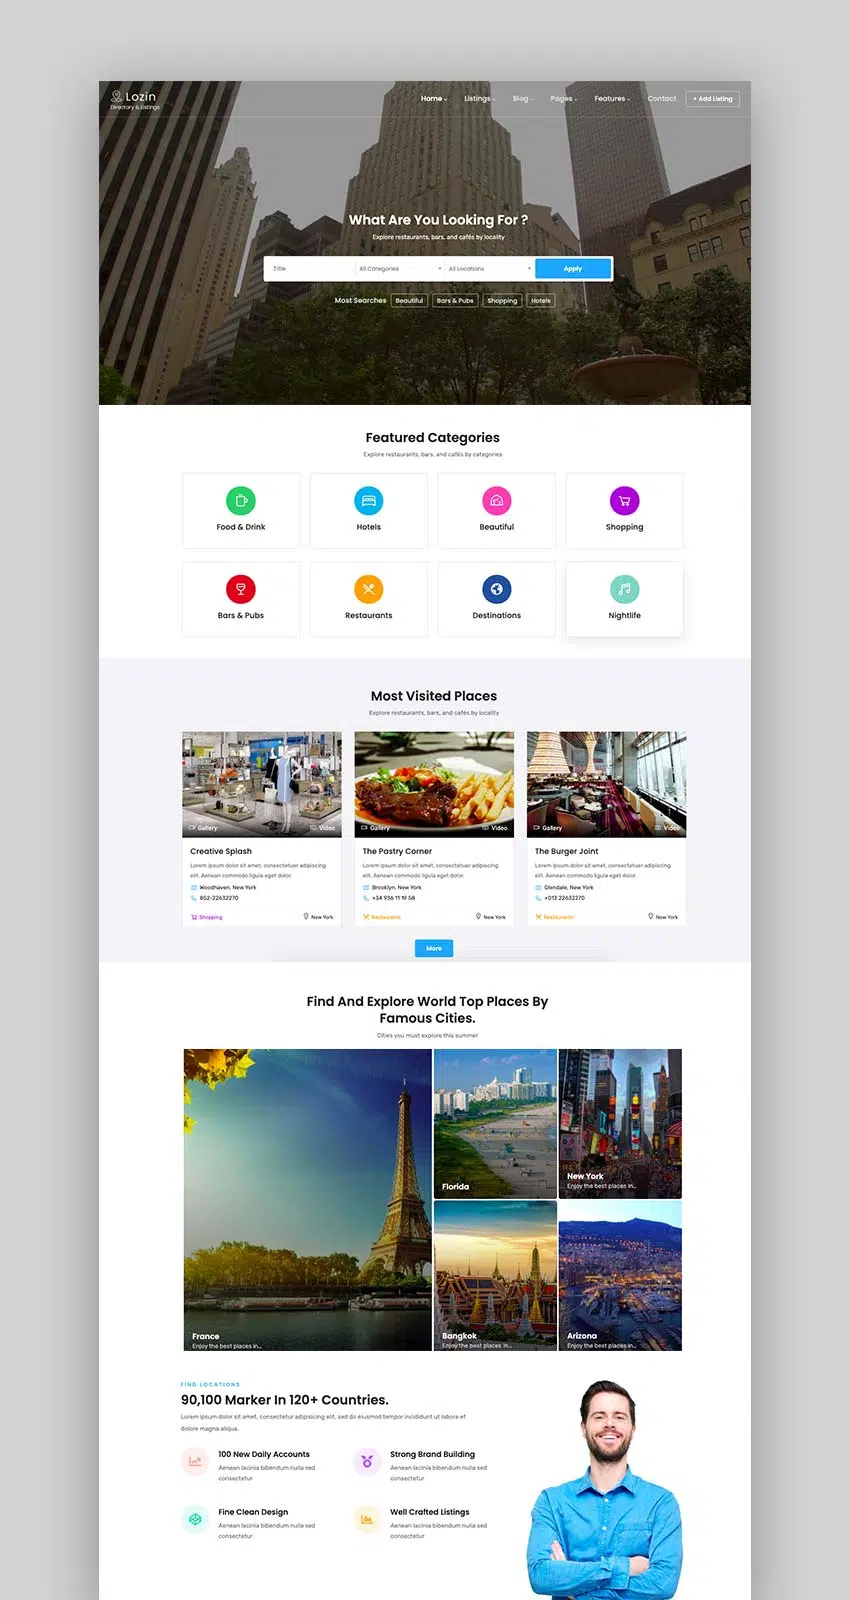 Lozin
Directory & Listings
Home
Listings
Blog
Pages
Features
Contact
+ Add Listing
What Are You Looking For ?
Explore restaurants, bars, and cafés by locality
Title
All Categories
All Locations
Apply
Most Searches
Beautiful
Bars & Pubs
Shopping
Hotels
Featured Categories
Explore restaurants, bars, and cafés by categories
Food & Drink
Hotels
Beautiful
Shopping
Bars & Pubs
Restaurants
Destinations
Nightlife
Most Visited Places
Explore restaurants, bars, and cafés by locality
Gallery
Video
Creative Splash
Lorem ipsum dolor sit amet, consectetuer adipiscing
elit. Aenean commodo ligula eget dolor.
Woodhaven, New York
852-22632270
Shopping
New York
Gallery
Video
The Pastry Corner
Lorem ipsum dolor sit amet, consectetuer adipiscing
elit. Aenean commodo ligula eget dolor.
Brooklyn, New York
+34 936 11 19 58
Restaurants
New York
Gallery
Video
The Burger Joint
Lorem ipsum dolor sit amet, consectetuer adipiscing
elit. Aenean commodo ligula eget dolor.
Glendale, New York
+013 22632270
Restaurants
New York
More
Find And Explore World Top Places By
Famous Cities.
Cities you must explore this summer
France
Enjoy the best places in...
Florida
New York
Enjoy the best places in...
Bangkok
Enjoy the best places in...
Arizona
Enjoy the best places in...
FIND LOCATIONS
90,100 Marker In 120+ Countries.
Lorem ipsum dolor sit amet, consectetur adipisicing elit, sed do eiusmod tempor incididunt ut labore et
dolore magna aliqua.
100 New Daily Accounts
Aenean lacinia bibendum nulla sed
consectetur
Strong Brand Building
Aenean lacinia bibendum nulla sed
consectetur
Fine Clean Design
Aenean lacinia bibendum nulla sed
consectetur
Well Crafted Listings
Aenean lacinia bibendum nulla sed
consectetur